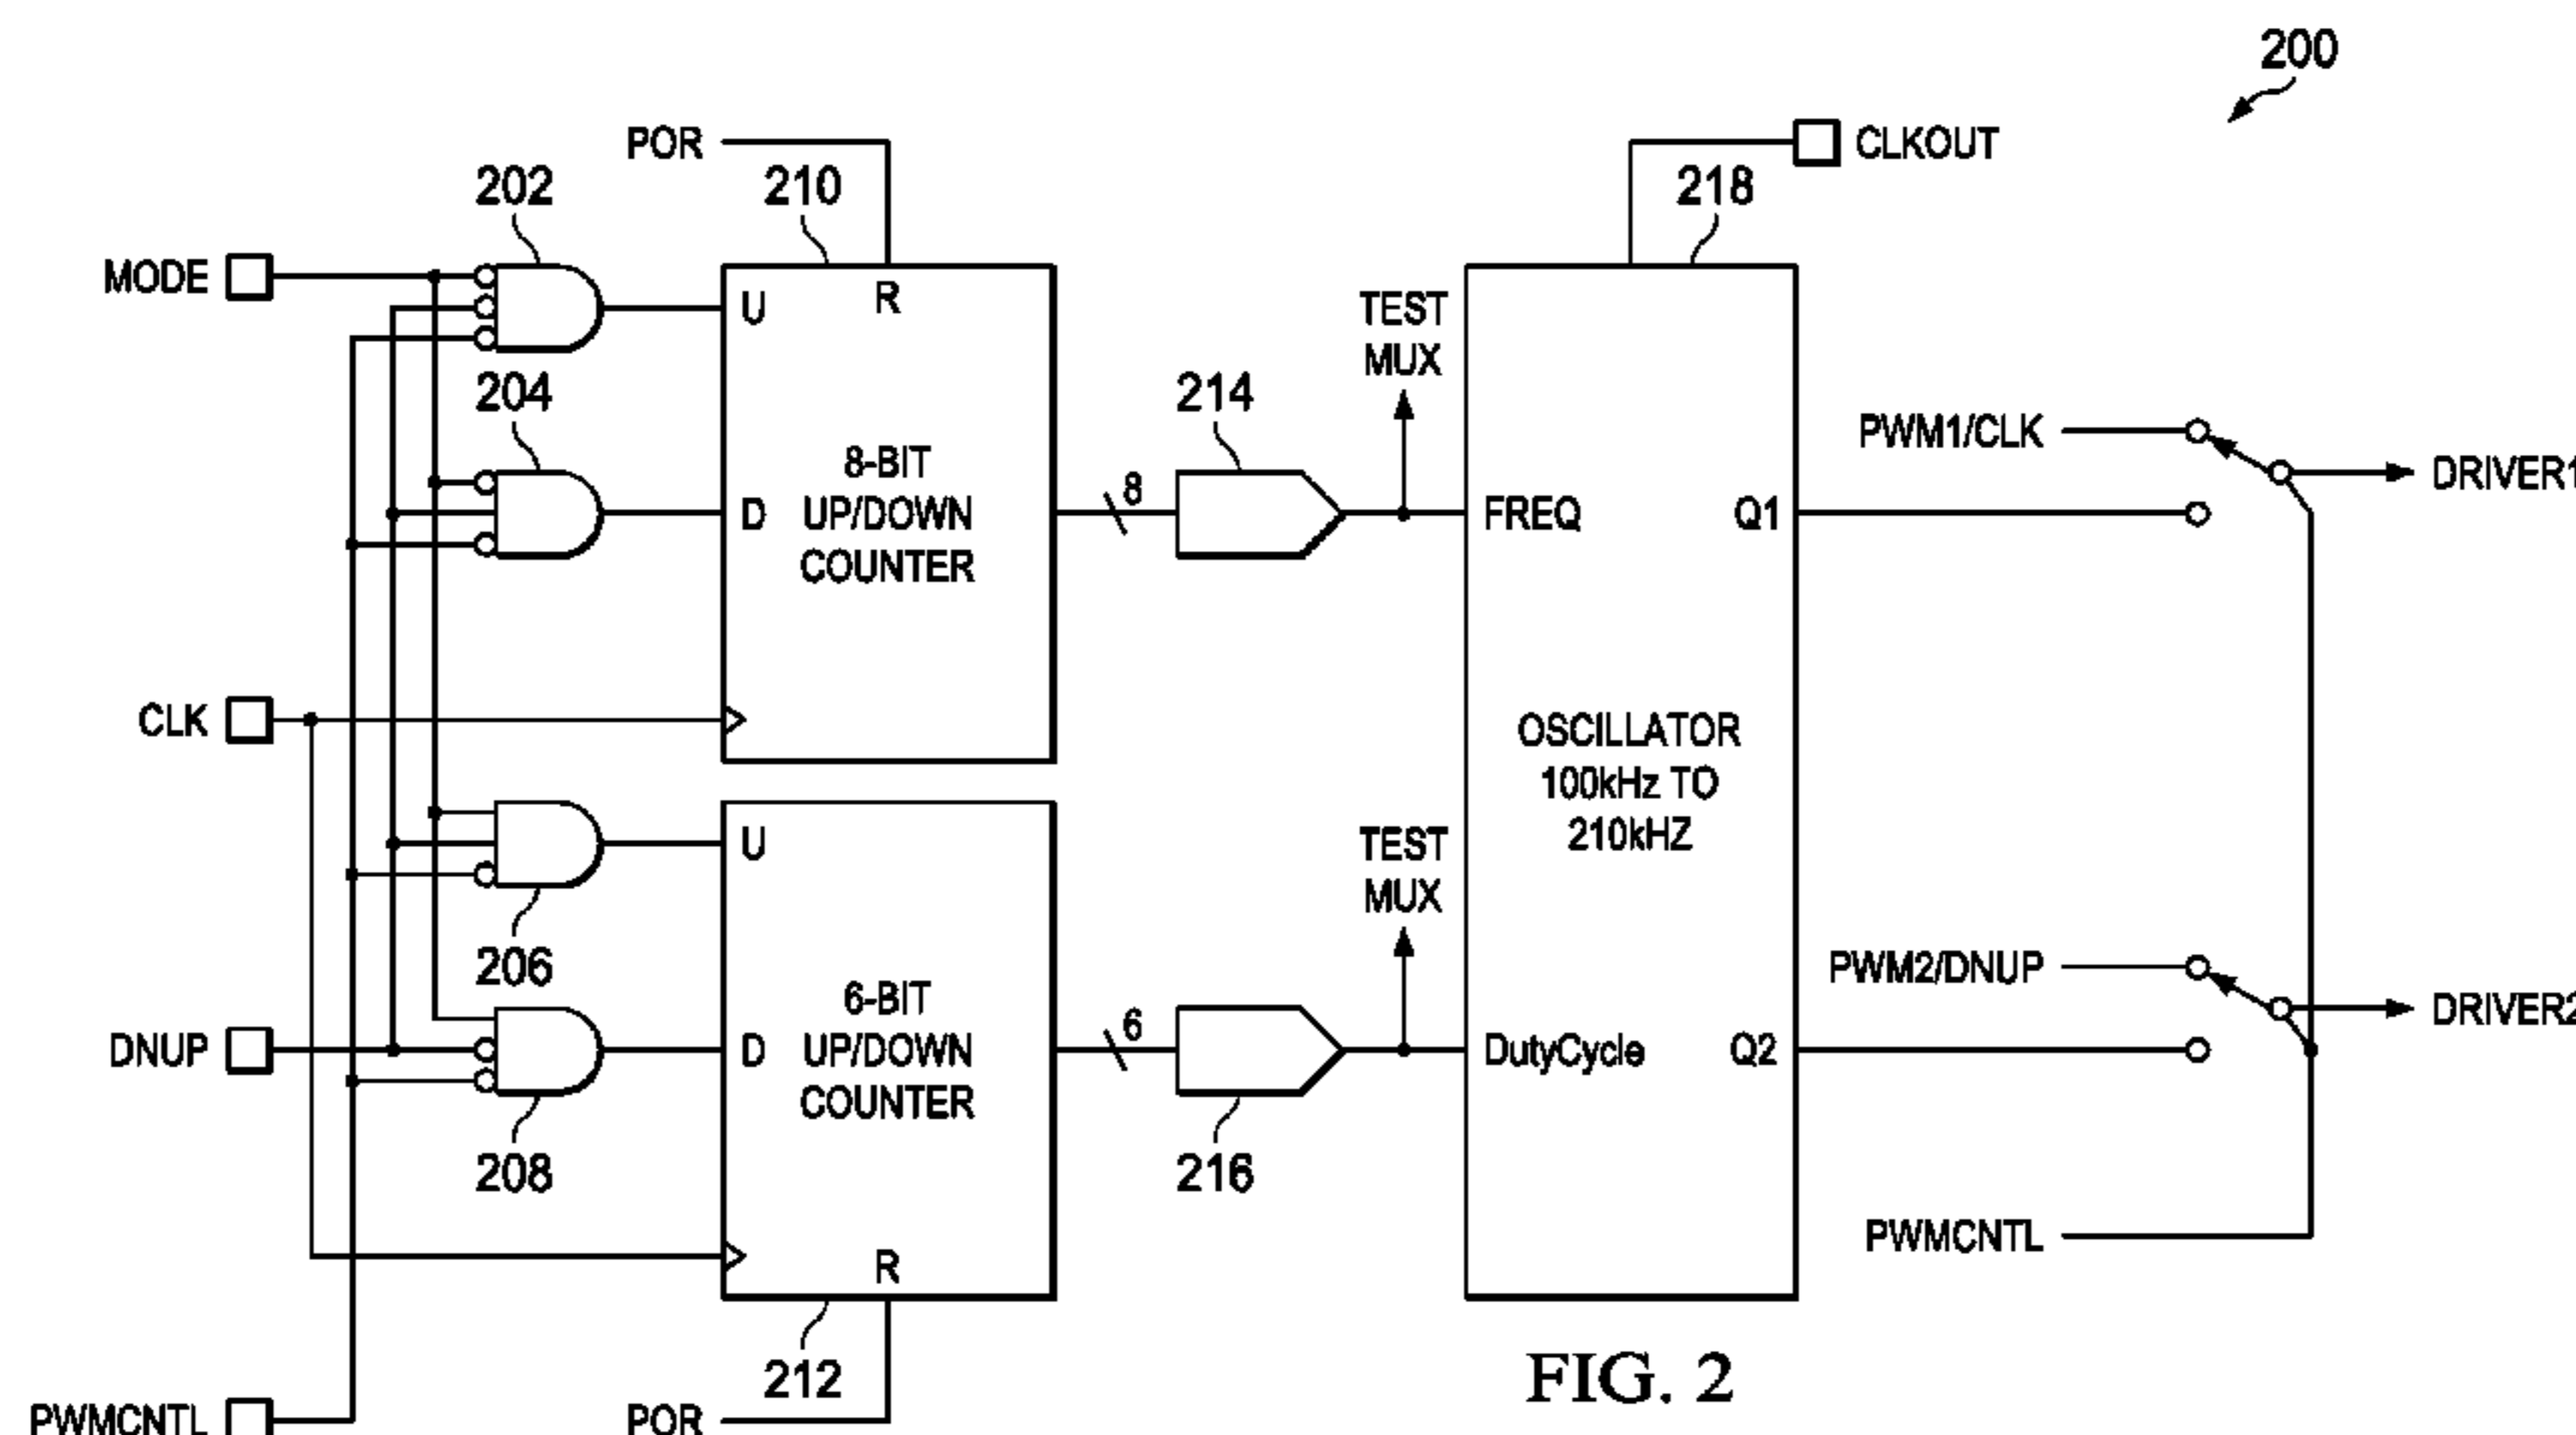 200
POR
CLKOUT
202
210
218
MODE
U
R
TEST
MUX
204
214
PWM1/CLK
DRIVER1
8-BIT
UP/DOWN
COUNTER
D
8
FREQ
Q1
CLK
OSCILLATOR
100kHz TO
210kHZ
U
TEST
MUX
206
PWM2/DNUP
DRIVER2
6-BIT
UP/DOWN
COUNTER
6
DNUP
D
DutyCycle
Q2
208
216
PWMCNTL
R
212
FIG. 2
PWMCNTL
POR